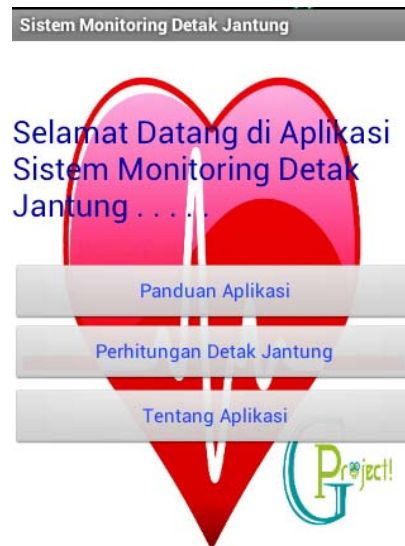 Sistem Monitoring Detak Jantung
Selamat Datang di Aplikasi
Sistem Monitoring Detak
Jantung . . . . .
Panduan Aplikasi
Perhitungan Detak Jantung
Tentang Aplikasi
G Project!